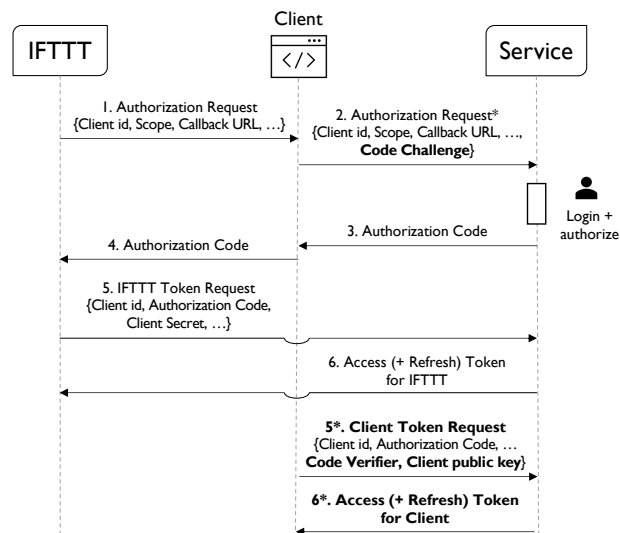 Client
IFTTT
</>
Service
1. Authorization Request
{Client id, Scope, Callback URL, …}
2. Authorization Request*
{Client id, Scope, Callback URL, …,
Code Challenge}
Login +
authorize
3. Authorization Code
4. Authorization Code
5. IFTTT Token Request
{Client id, Authorization Code,
Client Secret, …}
6. Access (+ Refresh) Token
for IFTTT
5*. Client Token Request
{Client id, Authorization Code, …
Code Verifier, Client public key}
6*. Access (+ Refresh) Token
for Client